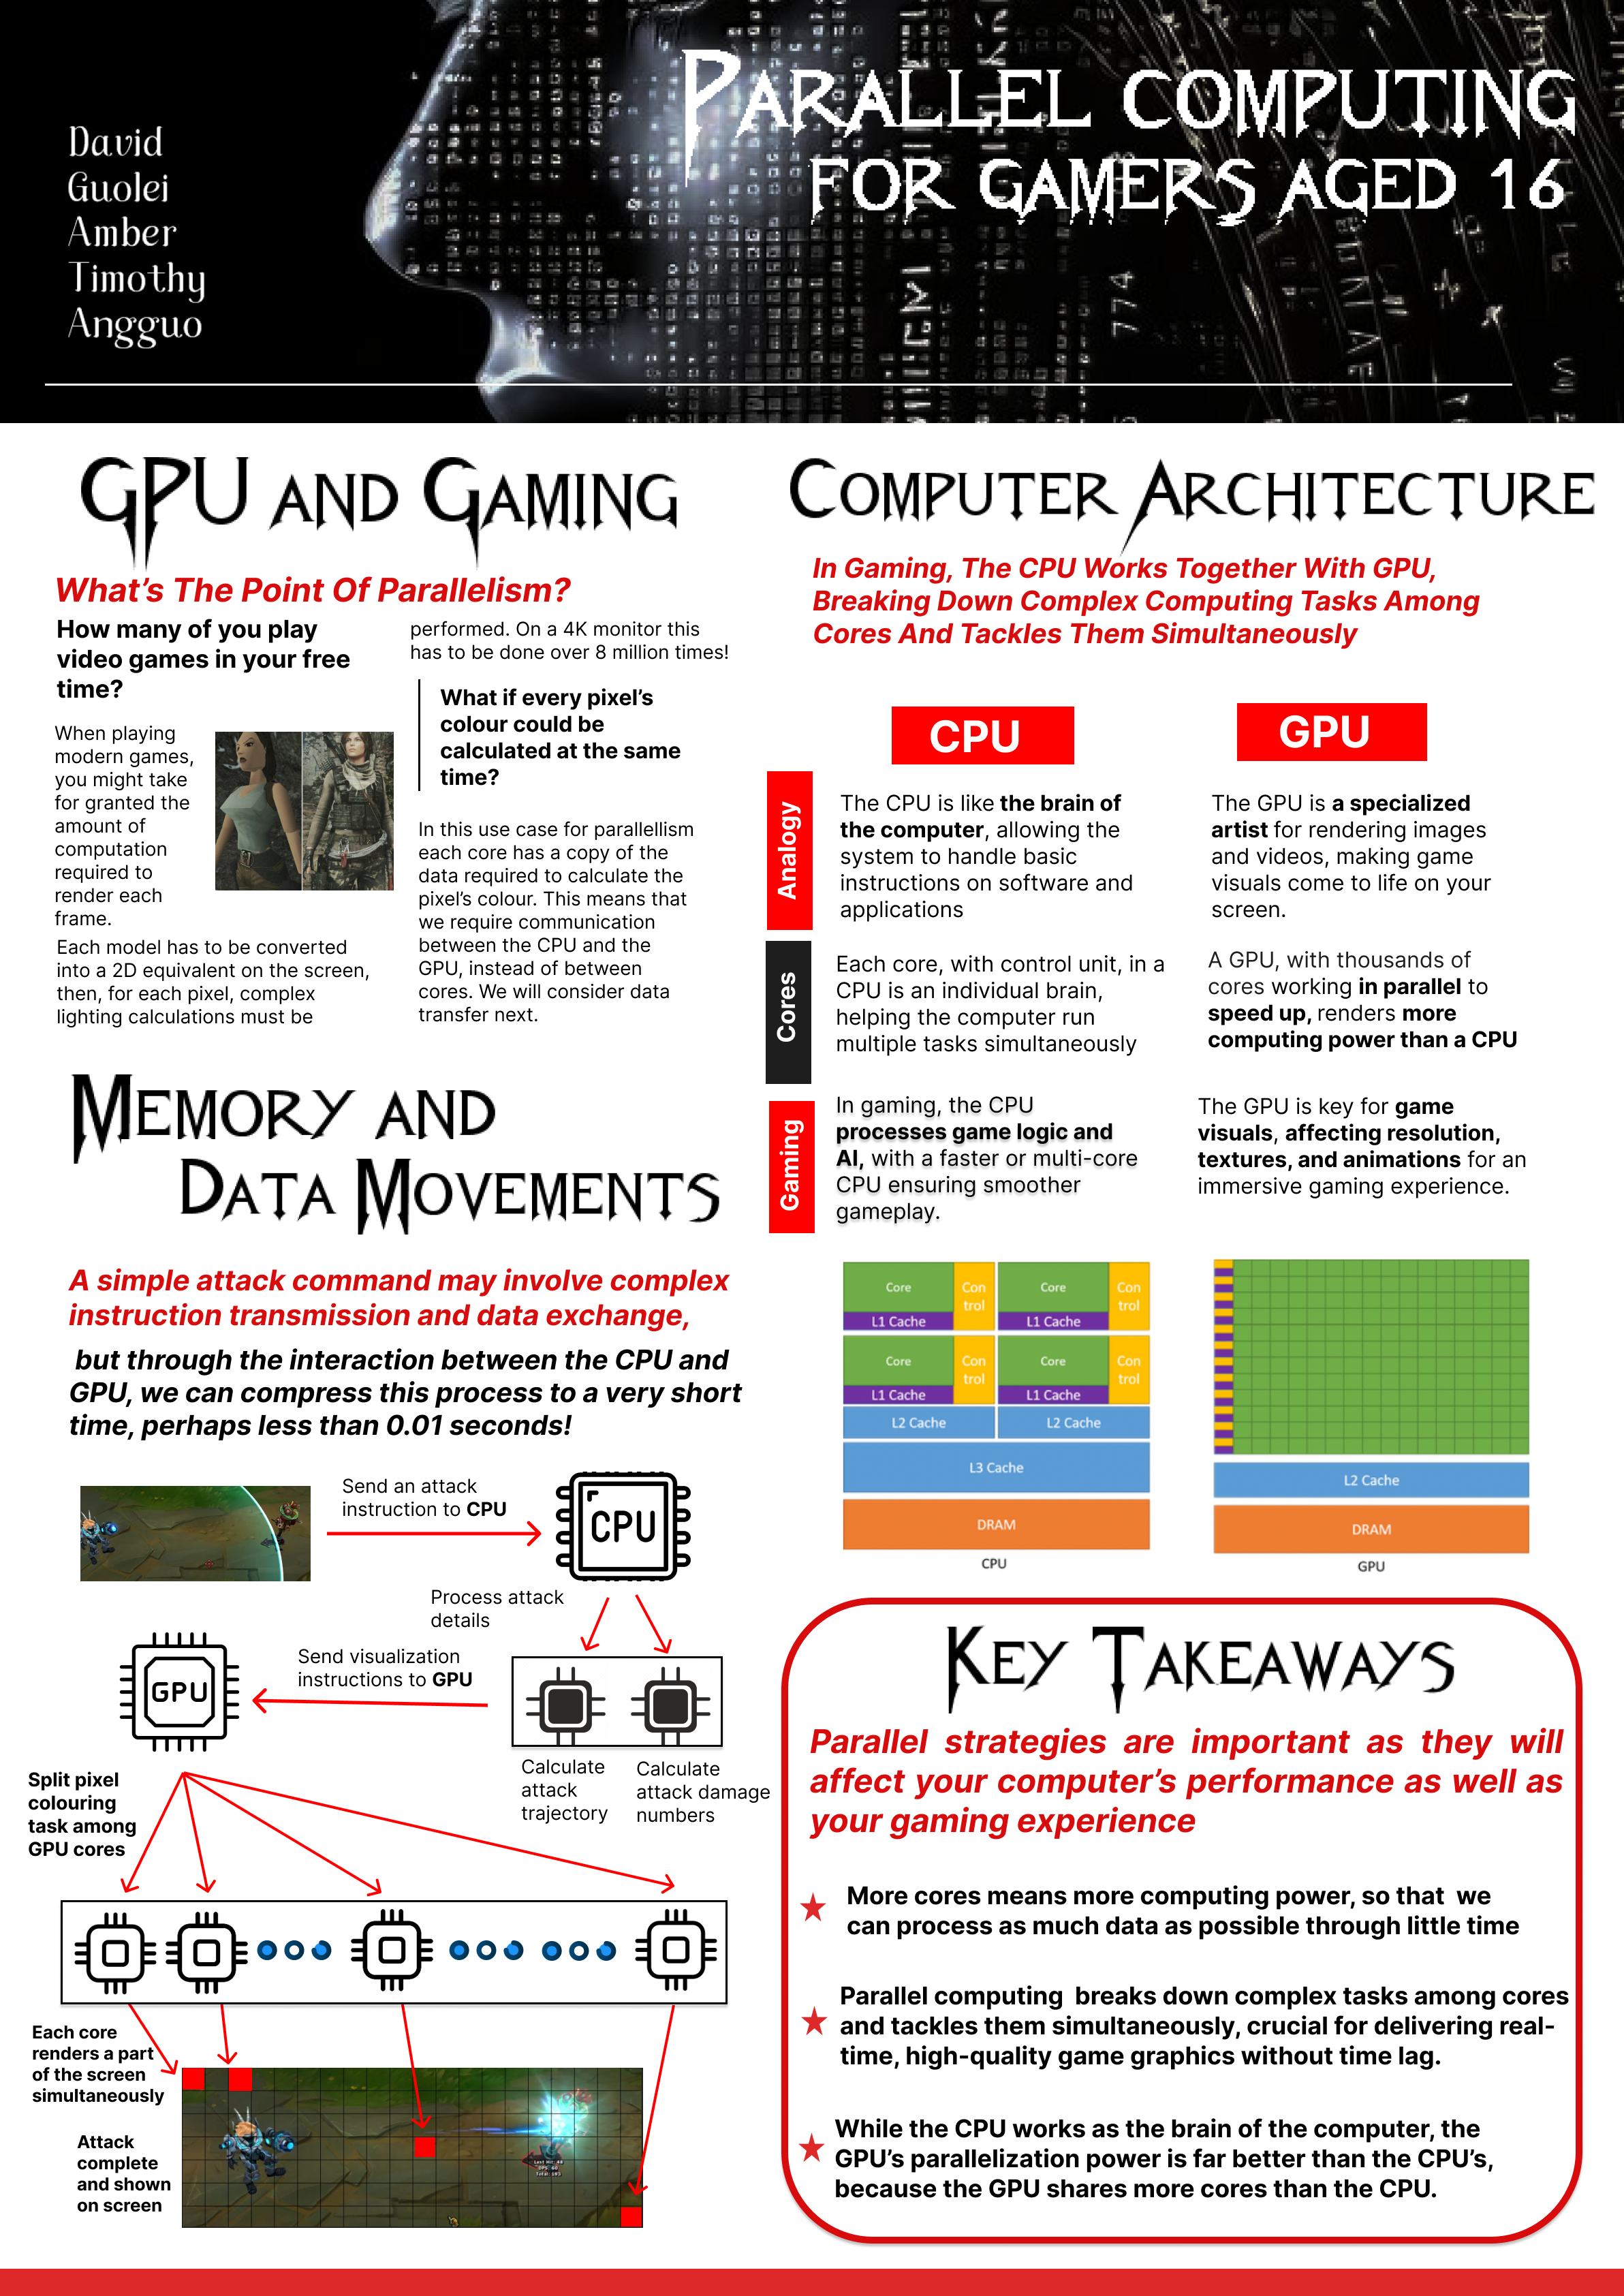 PARALLEL COMPUTING
FOR GAMERS AGED 16
David
Guolei
Amber
Timothy
Angguo
GPU AND GAMING
What's The Point Of Parallelism?
How many of you play
video games in your free
time?
When playing
modern games,
you might take
for granted the
amount of
computation
required to
render each
frame.
Each model has to be converted
into a 2D equivalent on the screen,
then, for each pixel, complex
lighting calculations must be
performed. On a 4K monitor this
has to be done over 8 million times!
What if every pixel's
colour could be
calculated at the same
time?
In this use case for parallellism
each core has a copy of the
data required to calculate the
pixel's colour. This means that
we require communication
between the CPU and the
GPU, instead of between
cores. We will consider data
transfer next.
MEMORY AND
DATA MOVEMENTS
A simple attack command may involve complex
instruction transmission and data exchange,
but through the interaction between the CPU and
GPU, we can compress this process to a very short
time, perhaps less than 0.01 seconds!
Send an attack
instruction to CPU
CPU
Process attack
details
Send visualization
instructions to GPU
GPU
Calculate
attack
trajectory
Calculate
attack damage
numbers
Split pixel
colouring
task among
GPU cores
Each core
renders a part
of the screen
simultaneously
Attack
complete
and shown
on screen
COMPUTER ARCHITECTURE
In Gaming, The CPU Works Together With GPU,
Breaking Down Complex Computing Tasks Among
Cores And Tackles Them Simultaneously
CPU
GPU
Analogy
The CPU is like the brain of
the computer, allowing the
system to handle basic
instructions on software and
applications
The GPU is a specialized
artist for rendering images
and videos, making game
visuals come to life on your
screen.
Cores
Each core, with control unit, in a
CPU is an individual brain,
helping the computer run
multiple tasks simultaneously
A GPU, with thousands of
cores working in parallel to
speed up, renders more
computing power than a CPU
Gaming
In gaming, the CPU
processes game logic and
AI, with a faster or multi-core
CPU ensuring smoother
gameplay.
The GPU is key for game
visuals, affecting resolution,
textures, and animations for an
immersive gaming experience.
Core
Con
trol
L1 Cache
Core
Con
trol
L1 Cache
Core
Con
trol
L1 Cache
Core
Con
trol
L1 Cache
L2 Cache
L2 Cache
L3 Cache
DRAM
CPU
L2 Cache
DRAM
GPU
KEY TAKEAWAYS
Parallel strategies are important as they will
affect your computer's performance as well as
your gaming experience
More cores means more computing power, so that we
can process as much data as possible through little time
Parallel computing breaks down complex tasks among cores
and tackles them simultaneously, crucial for delivering real-
time, high-quality game graphics without time lag.
While the CPU works as the brain of the computer, the
GPU's parallelization power is far better than the CPU's,
because the GPU shares more cores than the CPU.